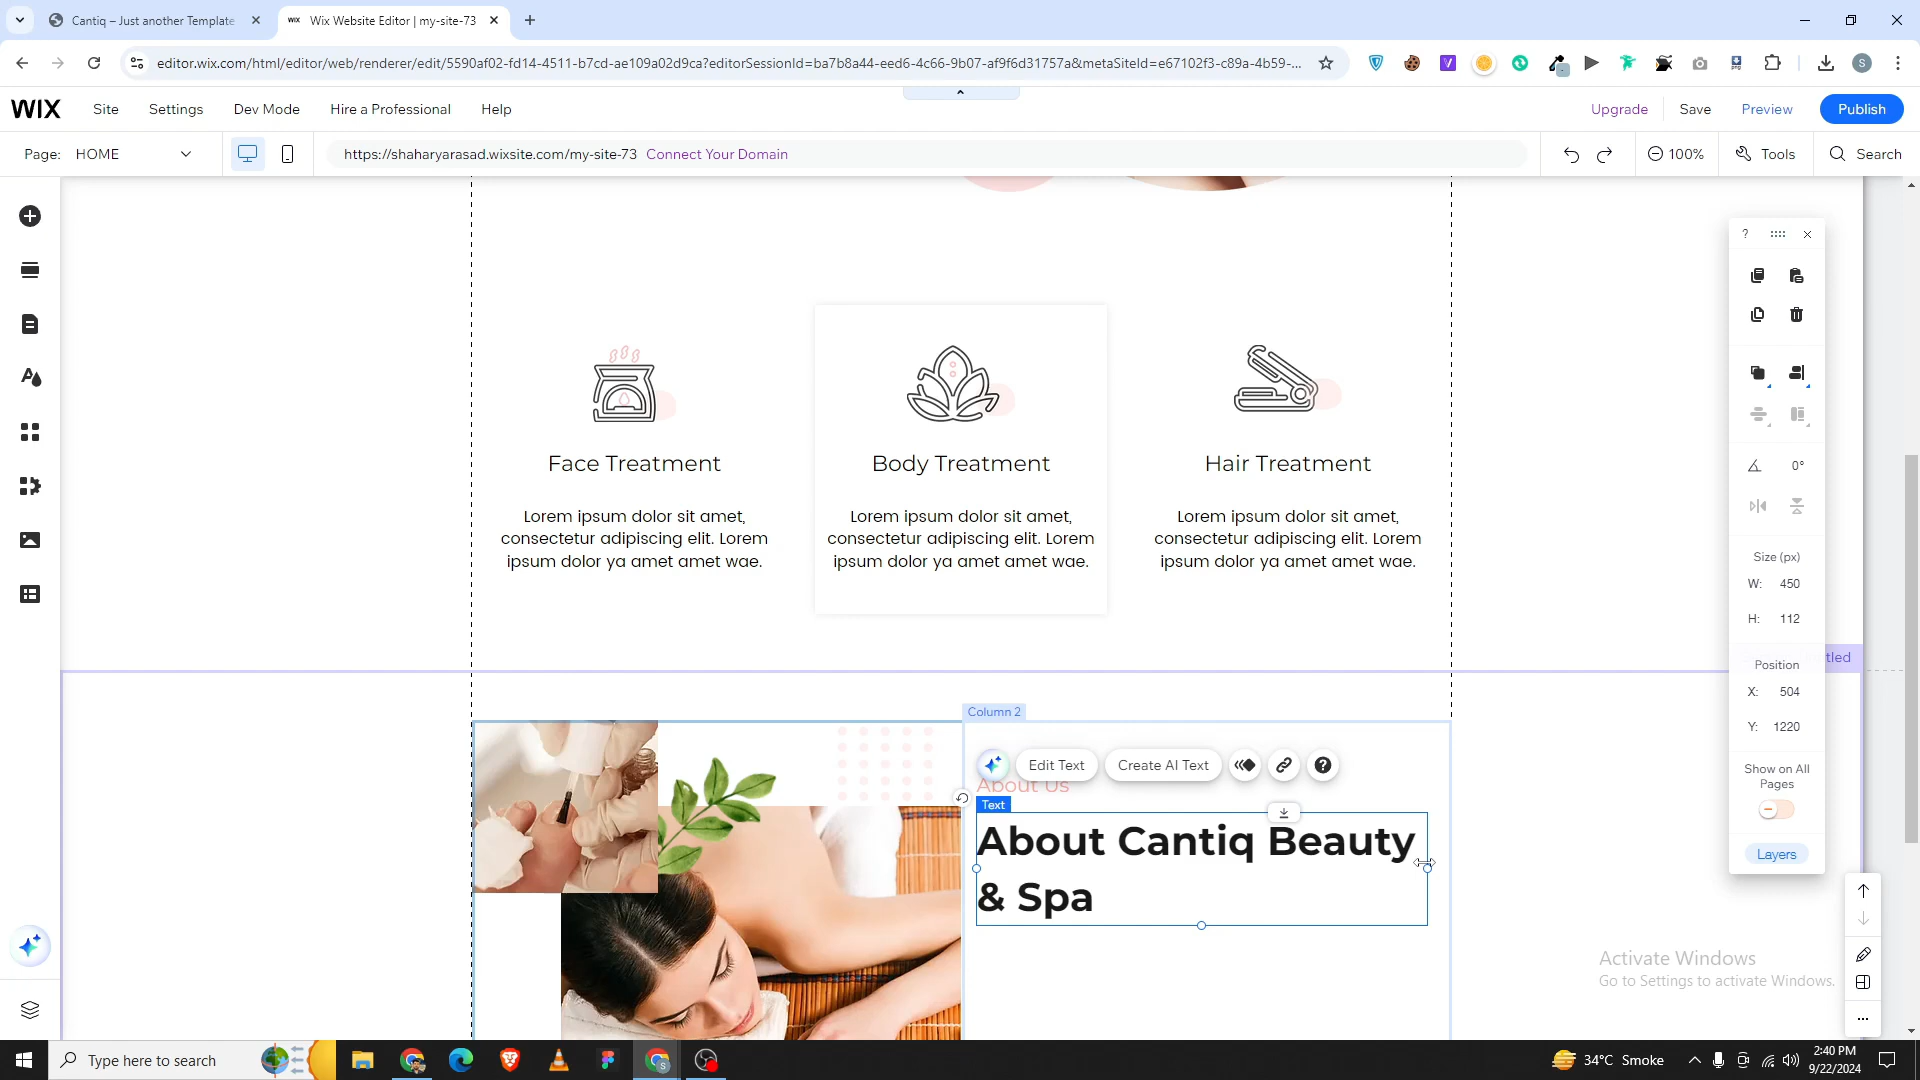 Cantiq – Just another Template
Wix Website Editor | my-site-73
editor.wix.com/html/editor/web/renderer/edit/5590af02-fd14-4511-b7cd-ae109a02d9ca?editorSessionId=ba7b8a44-eed6-4c66-9b07-af9f6d31757a&metaSiteId=e67102f3-c89a-4b59-...
S
WIX
Site
Settings
Dev Mode
Hire a Professional
Help
Upgrade
Save
Preview
Publish
Page: HOME
https://shaharyarasad.wixsite.com/my-site-73 Connect Your Domain
100%
Tools
Search
Face Treatment
Lorem ipsum dolor sit amet,
consectetur adipiscing elit. Lorem
ipsum dolor ya amet amet wae.
Body Treatment
Lorem ipsum dolor sit amet,
consectetur adipiscing elit. Lorem
ipsum dolor ya amet amet wae.
Hair Treatment
Lorem ipsum dolor sit amet,
consectetur adipiscing elit. Lorem
ipsum dolor ya amet amet wae.
?
0°
Size (px)
W: 450
H: 112
Position
X: 504
Y: 1220
Show on All
Pages
Layers
Column 2
Edit Text
Create AI Text
About Us
Text
About Cantiq Beauty
& Spa
Activate Windows
Go to Settings to activate Windows.
Type here to search
34°C Smoke
2:40 PM
9/22/2024